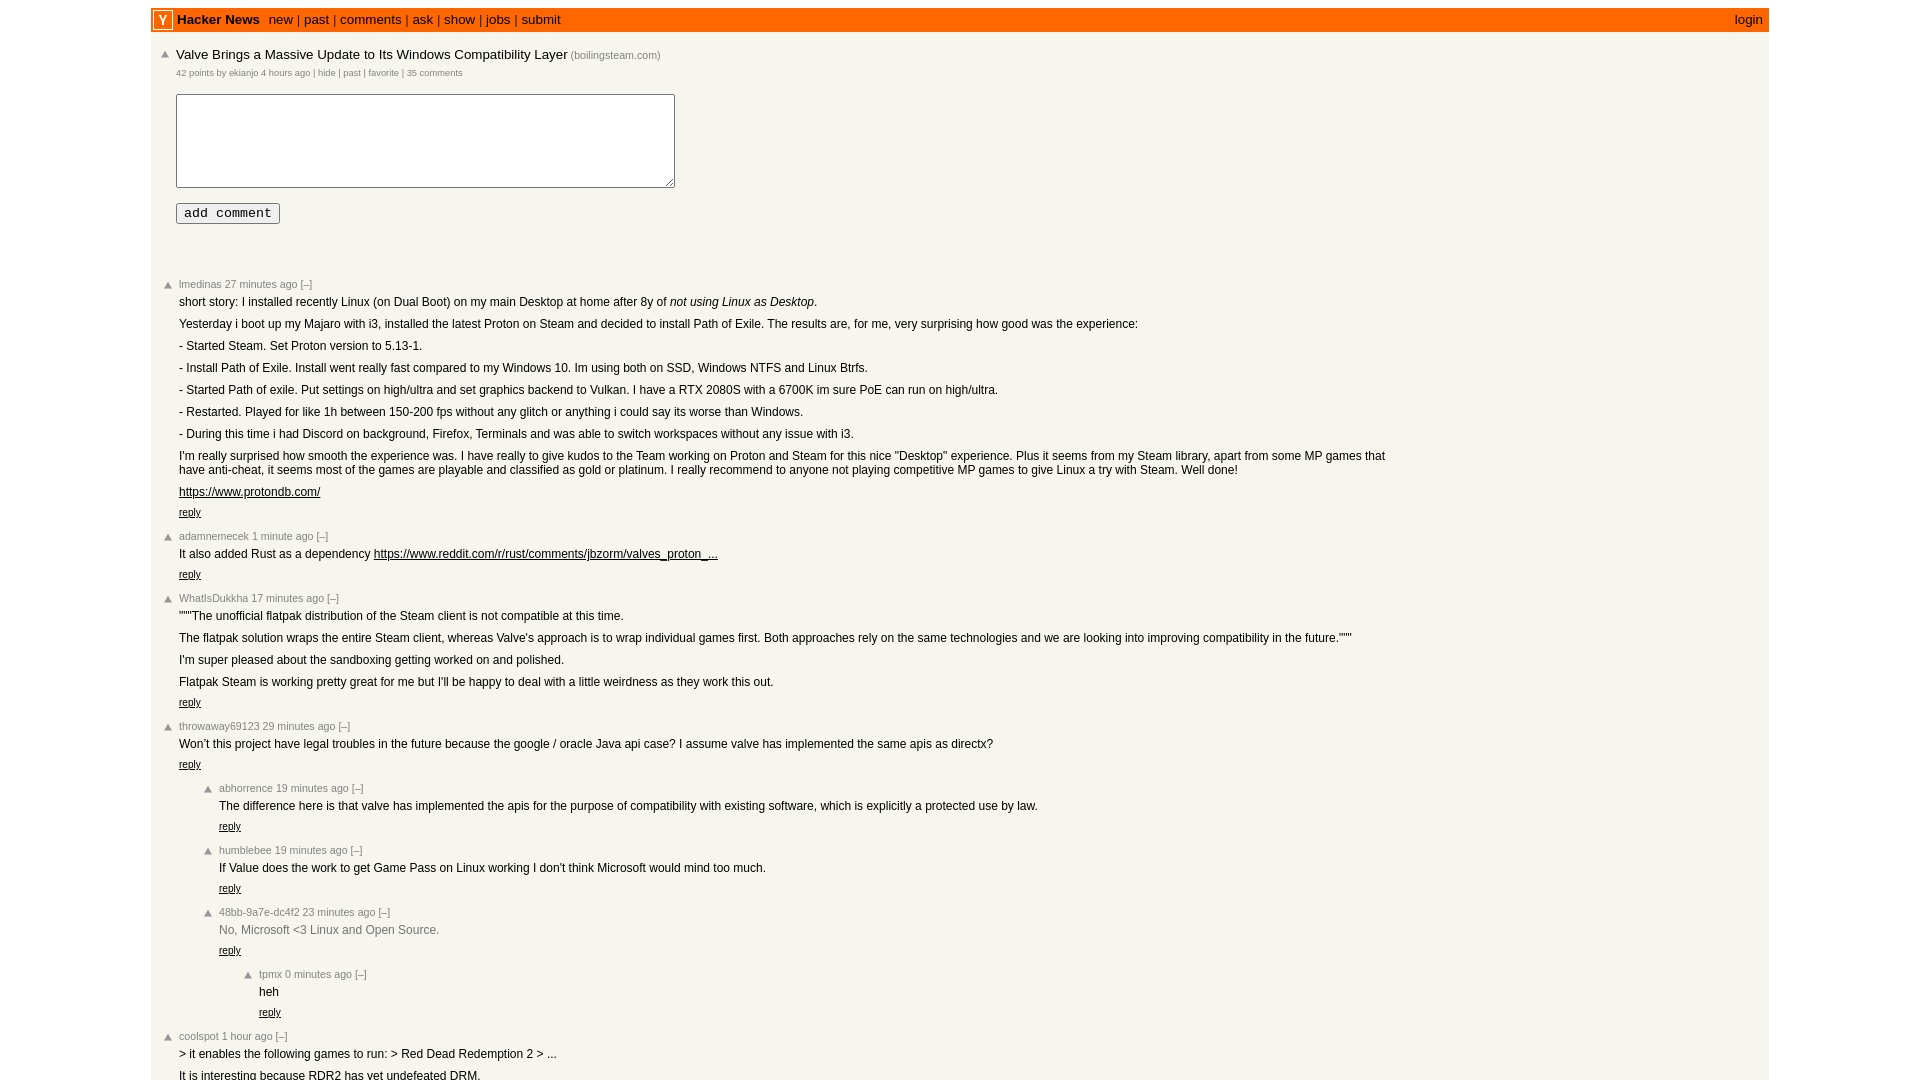 Y Hacker News new | past | comments | ask | show | jobs | submit login
Valve Brings a Massive Update to Its Windows Compatibility Layer (boilingsteam.com)
42 points by ekianjo 4 hours ago | hide | past | favorite | 35 comments
add comment
lmedinas 27 minutes ago [–]
short story: I installed recently Linux (on Dual Boot) on my main Desktop at home after 8y of not using Linux as Desktop.
Yesterday i boot up my Majaro with i3, installed the latest Proton on Steam and decided to install Path of Exile. The results are, for me, very surprising how good was the experience:
- Started Steam. Set Proton version to 5.13-1.
- Install Path of Exile. Install went really fast compared to my Windows 10. Im using both on SSD, Windows NTFS and Linux Btrfs.
- Started Path of exile. Put settings on high/ultra and set graphics backend to Vulkan. I have a RTX 2080S with a 6700K im sure PoE can run on high/ultra.
- Restarted. Played for like 1h between 150-200 fps without any glitch or anything i could say its worse than Windows.
- During this time i had Discord on background, Firefox, Terminals and was able to switch workspaces without any issue with i3.
I'm really surprised how smooth the experience was. I have really to give kudos to the Team working on Proton and Steam for this nice "Desktop" experience. Plus it seems from my Steam library, apart from some MP games that
have anti-cheat, it seems most of the games are playable and classified as gold or platinum. I really recommend to anyone not playing competitive MP games to give Linux a try with Steam. Well done!
https://www.protondb.com/
reply
adamnemecek 1 minute ago [–]
It also added Rust as a dependency https://www.reddit.com/r/rust/comments/jbzorm/valves_proton_...
reply
WhatIsDukkha 17 minutes ago [–]
"""The unofficial flatpak distribution of the Steam client is not compatible at this time.
The flatpak solution wraps the entire Steam client, whereas Valve's approach is to wrap individual games first. Both approaches rely on the same technologies and we are looking into improving compatibility in the future."""
I'm super pleased about the sandboxing getting worked on and polished.
Flatpak Steam is working pretty great for me but I'll be happy to deal with a little weirdness as they work this out.
reply
throwaway69123 29 minutes ago [–]
Won't this project have legal troubles in the future because the google / oracle Java api case? I assume valve has implemented the same apis as directx?
reply
abhorrence 19 minutes ago [–]
The difference here is that valve has implemented the apis for the purpose of compatibility with existing software, which is explicitly a protected use by law.
reply
humblebee 19 minutes ago [–]
If Value does the work to get Game Pass on Linux working I don't think Microsoft would mind too much.
reply
48bb-9a7e-dc4f2 23 minutes ago [–]
No, Microsoft <3 Linux and Open Source.
reply
tpmx 0 minutes ago [–]
heh
reply
coolspot 1 hour ago [–]
> it enables the following games to run: > Red Dead Redemption 2 > ...
It is interesting because RDR2 has yet undefeated DRM.